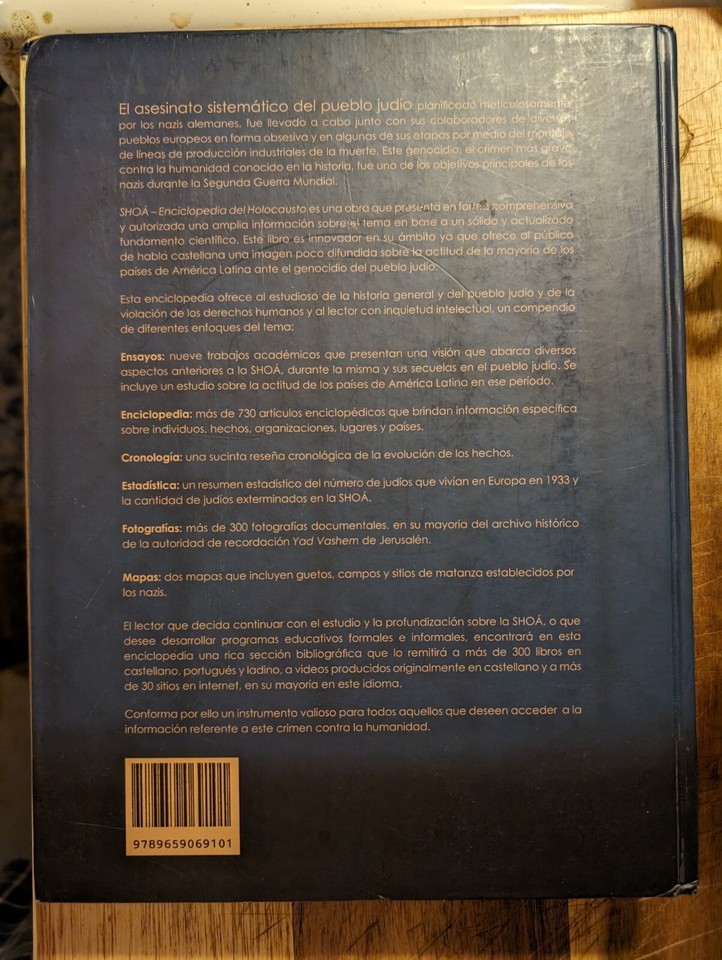 El asesinato sistemático del pueblo judío planificado meticulosamente
por los nazis alemanes, fue llevado a cabo junto con sus colaboradores de diversos
pueblos europeos en forma obsesiva y en algunas de sus etapas por medio del montaje
de líneas de producción industriales de la muerte. Este genocidio, el crimen más grave
contra la humanidad conocido en la historia, fue uno de los objetivos principales de los
nazis durante la Segunda Guerra Mundial.
SHOÁ – Enciclopedia del Holocausto es una obra que presenta en forma comprehensiva
y autorizada una amplia información sobre el tema en base a un sólido y actualizado
fundamento científico. Este libro es innovador en su ámbito ya que ofrece al público
de habla castellana una imagen poco difundida sobre la actitud de la mayoría de los
países de América Latina ante el genocidio del pueblo judío.
Esta enciclopedia ofrece al estudioso de la historia general y del pueblo judío y de la
violación de los derechos humanos y al lector con inquietud intelectual, un compendio
de diferentes enfoques del tema:
Ensayos: nueve trabajos académicos que presentan una visión que abarca diversos
aspectos anteriores a la SHOÁ, durante la misma y sus secuelas en el pueblo judío. Se
incluye un estudio sobre la actitud de los países de América Latina en ese período.
Enciclopedia: más de 730 artículos enciclopédicos que brindan información específica
sobre individuos, hechos, organizaciones, lugares y países.
Cronología: una sucinta reseña cronológica de la evolución de los hechos.
Estadística: un resumen estadístico del número de judíos que vivían en Europa en 1933 y
la cantidad de judíos exterminados en la SHOÁ.
Fotografías: más de 300 fotografías documentales, en su mayoría del archivo histórico
de la autoridad de recordación Yad Vashem de Jerusalén.
Mapas: dos mapas que incluyen guetos, campos y sitios de matanza establecidos por
los nazis.
El lector que decida continuar con el estudio y la profundización sobre la SHOÁ, o que
desee desarrollar programas educativos formales e informales, encontrará en esta
enciclopedia una rica sección bibliográfica que lo remitirá a más de 300 libros en
castellano, portugués y ladino, a videos producidos originalmente en castellano y a más
de 30 sitios en internet, en su mayoría en este idioma.
Conforma por ello un instrumento valioso para todos aquellos que deseen acceder a la
información referente a este crimen contra la humanidad.
9789659069101